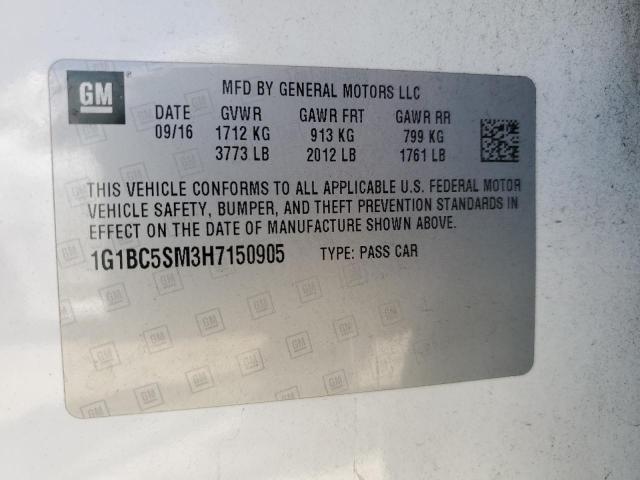 GM
MFD BY GENERAL MOTORS LLC
DATE GVWR GAWR FRT GAWR RR
09/16 1712 KG 913 KG 799 KG
3773 LB 2012 LB 1761 LB
THIS VEHICLE CONFORMS TO ALL APPLICABLE U.S. FEDERAL MOTOR
VEHICLE SAFETY, BUMPER, AND THEFT PREVENTION STANDARDS IN
EFFECT ON THE DATE OF MANUFACTURE SHOWN ABOVE.
1G1BC5SM3H7150905 TYPE: PASS CAR